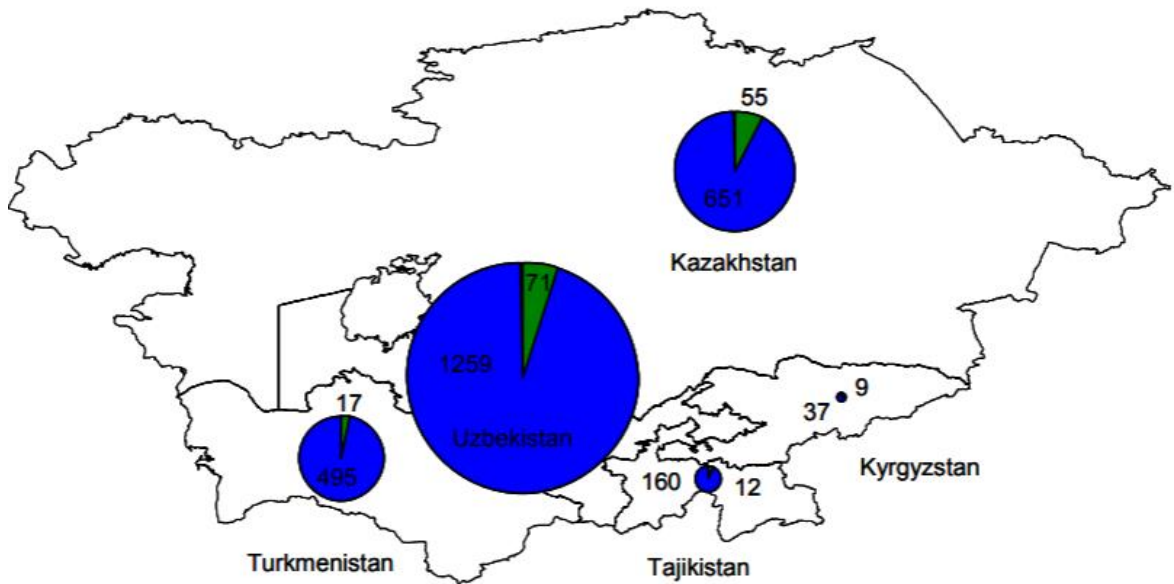 55
651
Kazakhstan
71
1259
Uzbekistan
17
495
Turkmenistan
9
37
Kyrgyzstan
160
12
Tajikistan